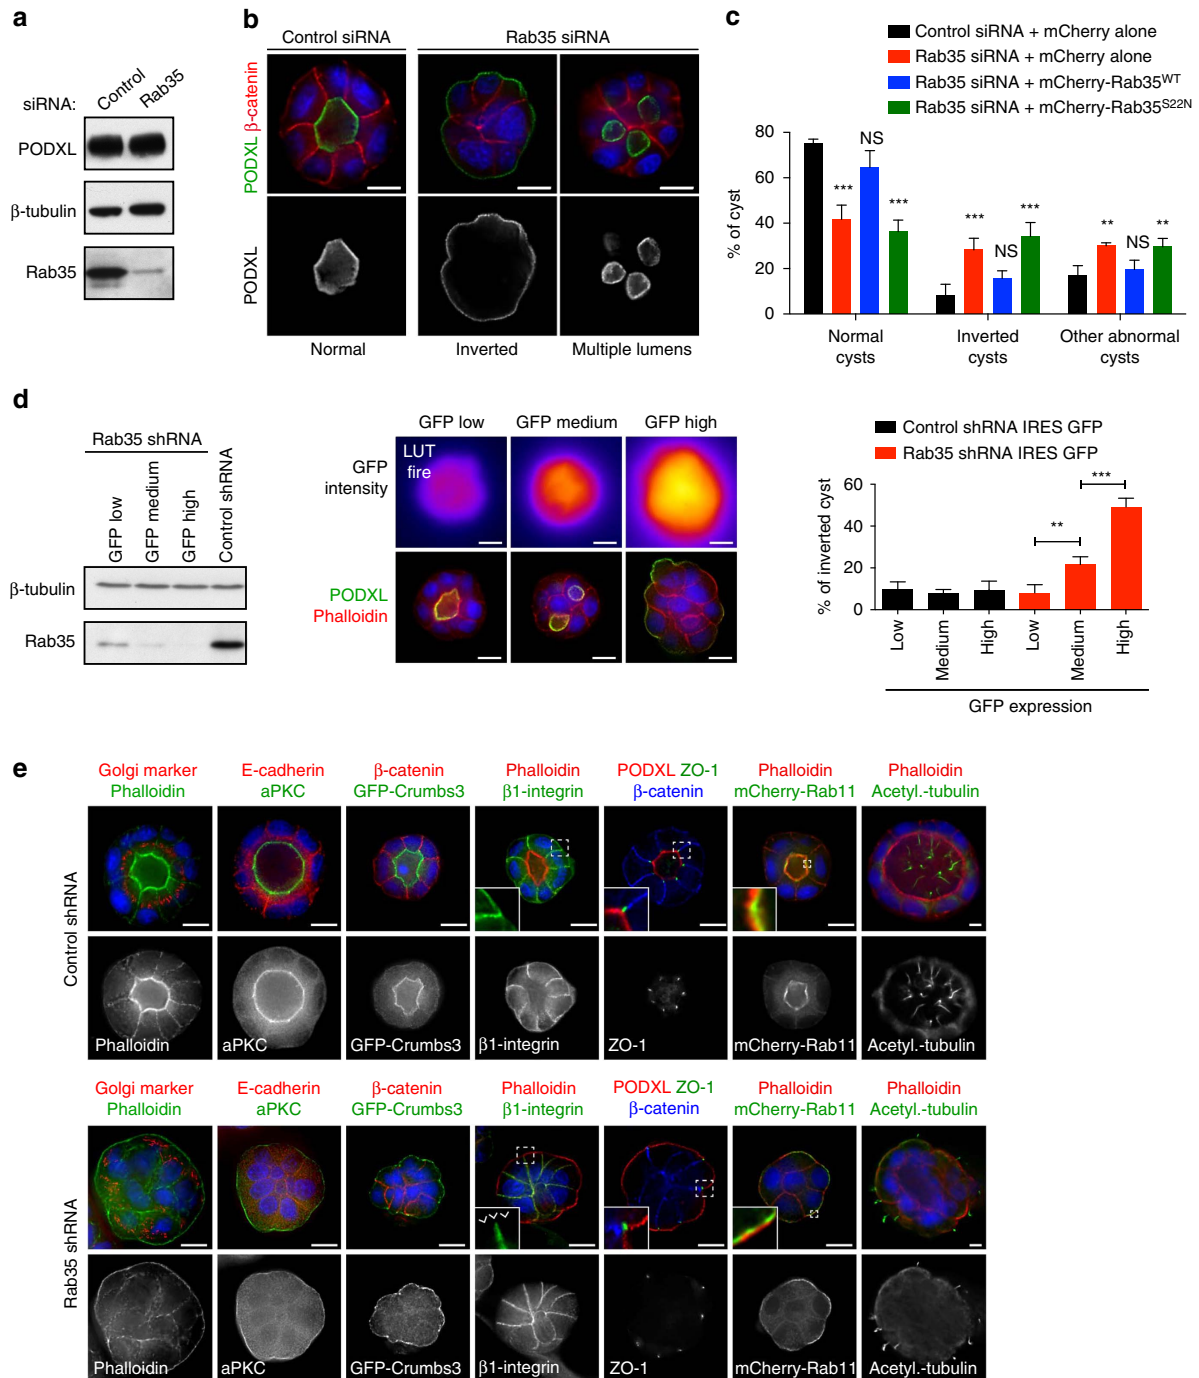 a
siRNA:
Control
Rab35
PODXL
β-tubulin
Rab35
b
Control siRNA
Rab35 siRNA
PODXL β-catenin
PODXL
Normal
Inverted
Multiple lumens
c
Control siRNA + mCherry alone
Rab35 siRNA + mCherry alone
Rab35 siRNA + mCherry-Rab35WT
Rab35 siRNA + mCherry-Rab35S22N
% of cyst
80
60
40
20
0
*** NS ***
*** NS ***
** NS **
Normal cysts
Inverted cysts
Other abnormal cysts
d
Rab35 shRNA
GFP low
GFP medium
GFP high
Control shRNA
β-tubulin
Rab35
GFP low
GFP medium
GFP high
GFP intensity
LUT fire
PODXL
Phalloidin
Control shRNA IRES GFP
Rab35 shRNA IRES GFP
% of inverted cyst
60
40
20
0
**
***
Low
Medium
High
Low
Medium
High
GFP expression
e
Control shRNA
Golgi marker
Phalloidin
E-cadherin
aPKC
β-catenin
GFP-Crumbs3
Phalloidin
β1-integrin
PODXL ZO-1
β-catenin
Phalloidin
mCherry-Rab11
Phalloidin
Acetyl.-tubulin
Phalloidin
aPKC
GFP-Crumbs3
β1-integrin
ZO-1
mCherry-Rab11
Acetyl.-tubulin
Rab35 shRNA
Golgi marker
Phalloidin
E-cadherin
aPKC
β-catenin
GFP-Crumbs3
Phalloidin
β1-integrin
PODXL ZO-1
β-catenin
Phalloidin
mCherry-Rab11
Phalloidin
Acetyl.-tubulin
Phalloidin
aPKC
GFP-Crumbs3
β1-integrin
ZO-1
mCherry-Rab11
Acetyl.-tubulin